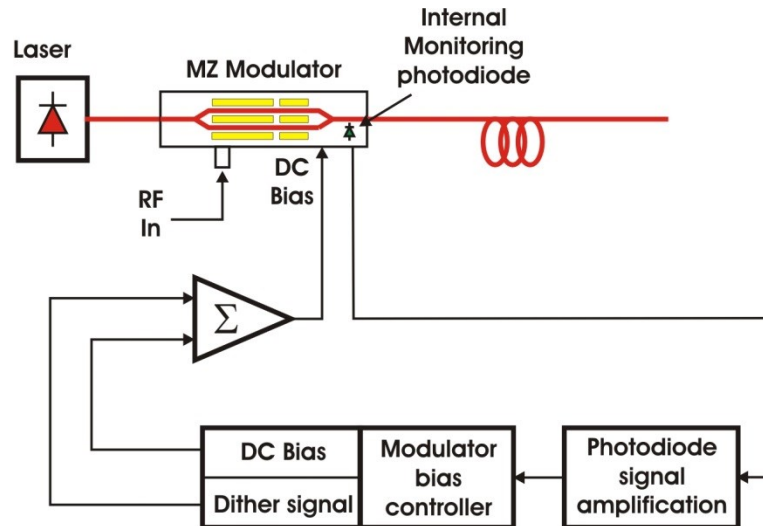 Laser
MZ Modulator
Internal
Monitoring
photodiode
RF
In
DC
Bias
Σ
DC Bias
Dither signal
Modulator
bias
controller
Photodiode
signal
amplification